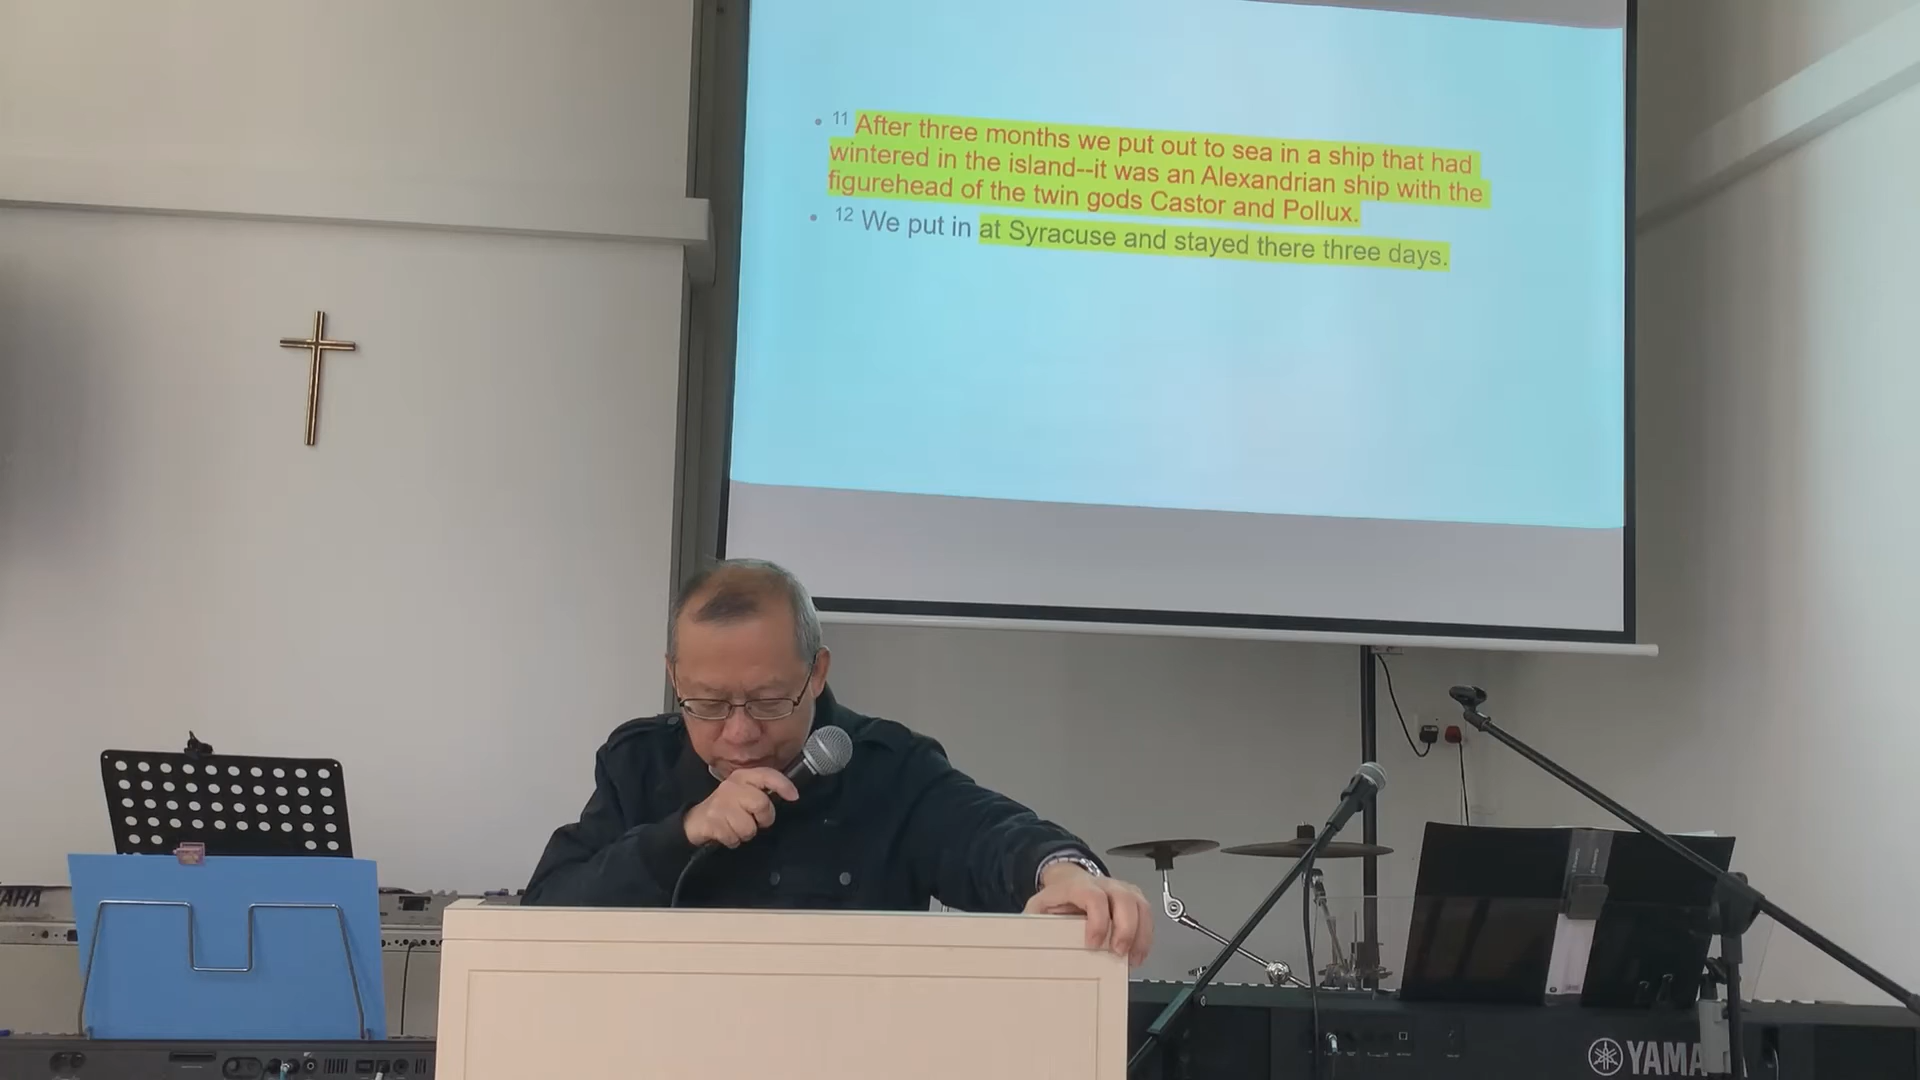 • 11 After three months we put out to sea in a ship that had
wintered in the island--it was an Alexandrian ship with the
figurehead of the twin gods Castor and Pollux.
• 12 We put in at Syracuse and stayed there three days.
AHA
YAMA